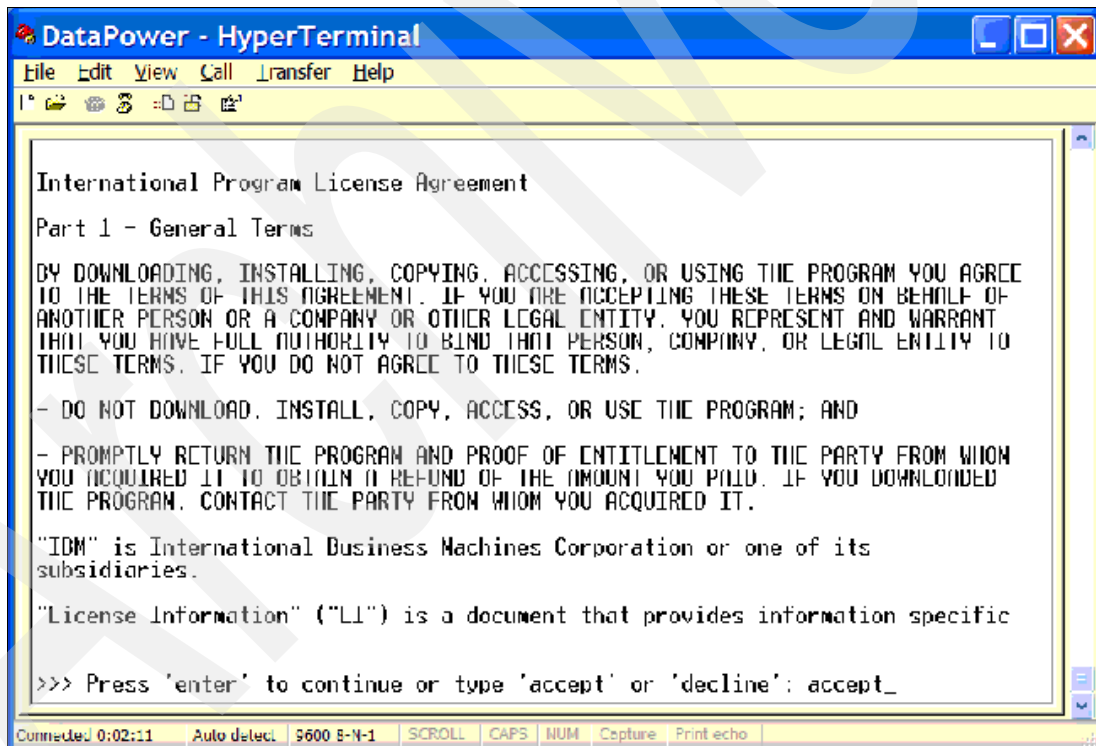 DataPower - HyperTerminal
File Edit View Call Transfer Help
International Program License Agreement
Part 1 - General Terms
BY DOWNLOADING, INSTALLING, COPYING, ACCESSING, OR USING THE PROGRAM YOU AGREE
TO THE TERMS OF THIS AGREEMENT. IF YOU ARE ACCEPTING THESE TERMS ON BEHALF OF
ANOTHER PERSON OR A COMPANY OR OTHER LEGAL ENTITY, YOU REPRESENT AND WARRANT
THAT YOU HAVE FULL AUTHORITY TO BIND THAT PERSON, COMPANY, OR LEGAL ENTITY TO
THESE TERMS. IF YOU DO NOT AGREE TO THESE TERMS.
- DO NOT DOWNLOAD, INSTALL, COPY, ACCESS, OR USE THE PROGRAM; AND
- PROMPTLY RETURN THE PROGRAM AND PROOF OF ENTITLEMENT TO THE PARTY FROM WHOM
YOU ACQUIRED IT TO OBTAIN A REFUND OF THE AMOUNT YOU PAID. IF YOU DOWNLOADED
THE PROGRAM, CONTACT THE PARTY FROM WHOM YOU ACQUIRED IT.
"IBM" is International Business Machines Corporation or one of its
subsidiaries.
"License Information" ("LI") is a document that provides information specific
>>> Press 'enter' to continue or type 'accept' or 'decline': accept_
Connected 0:02:11 Auto detect 9600 8-N-1 SCROLL CAPS NUM Capture Print echo